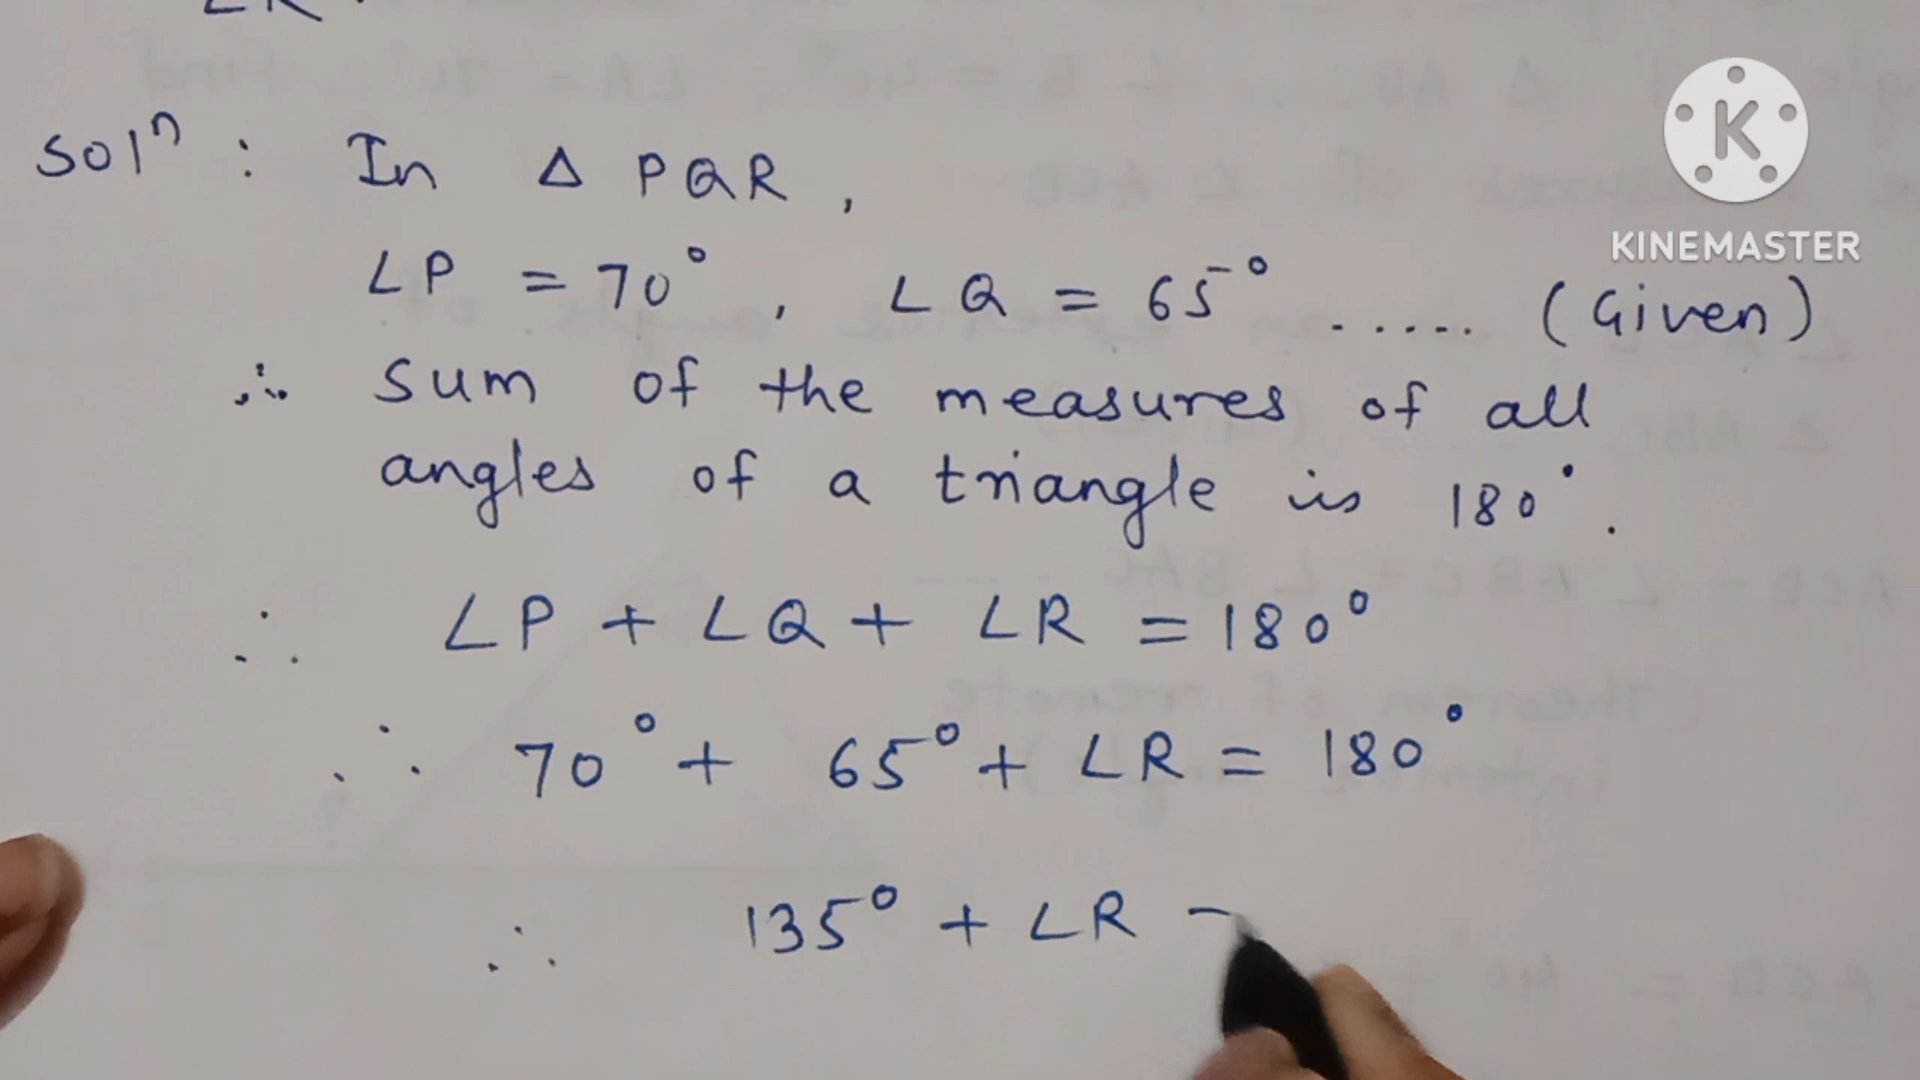 ∠R.
Solⁿ : In △ PQR,
∠P = 70°, ∠Q = 65° ..... (Given)
∴ Sum of the measures of all
angles of a triangle is 180°.
∴ ∠P + ∠Q + ∠R = 180°
∴ 70° + 65° + ∠R = 180°
∴ 135° + ∠R
K
KINEMASTER